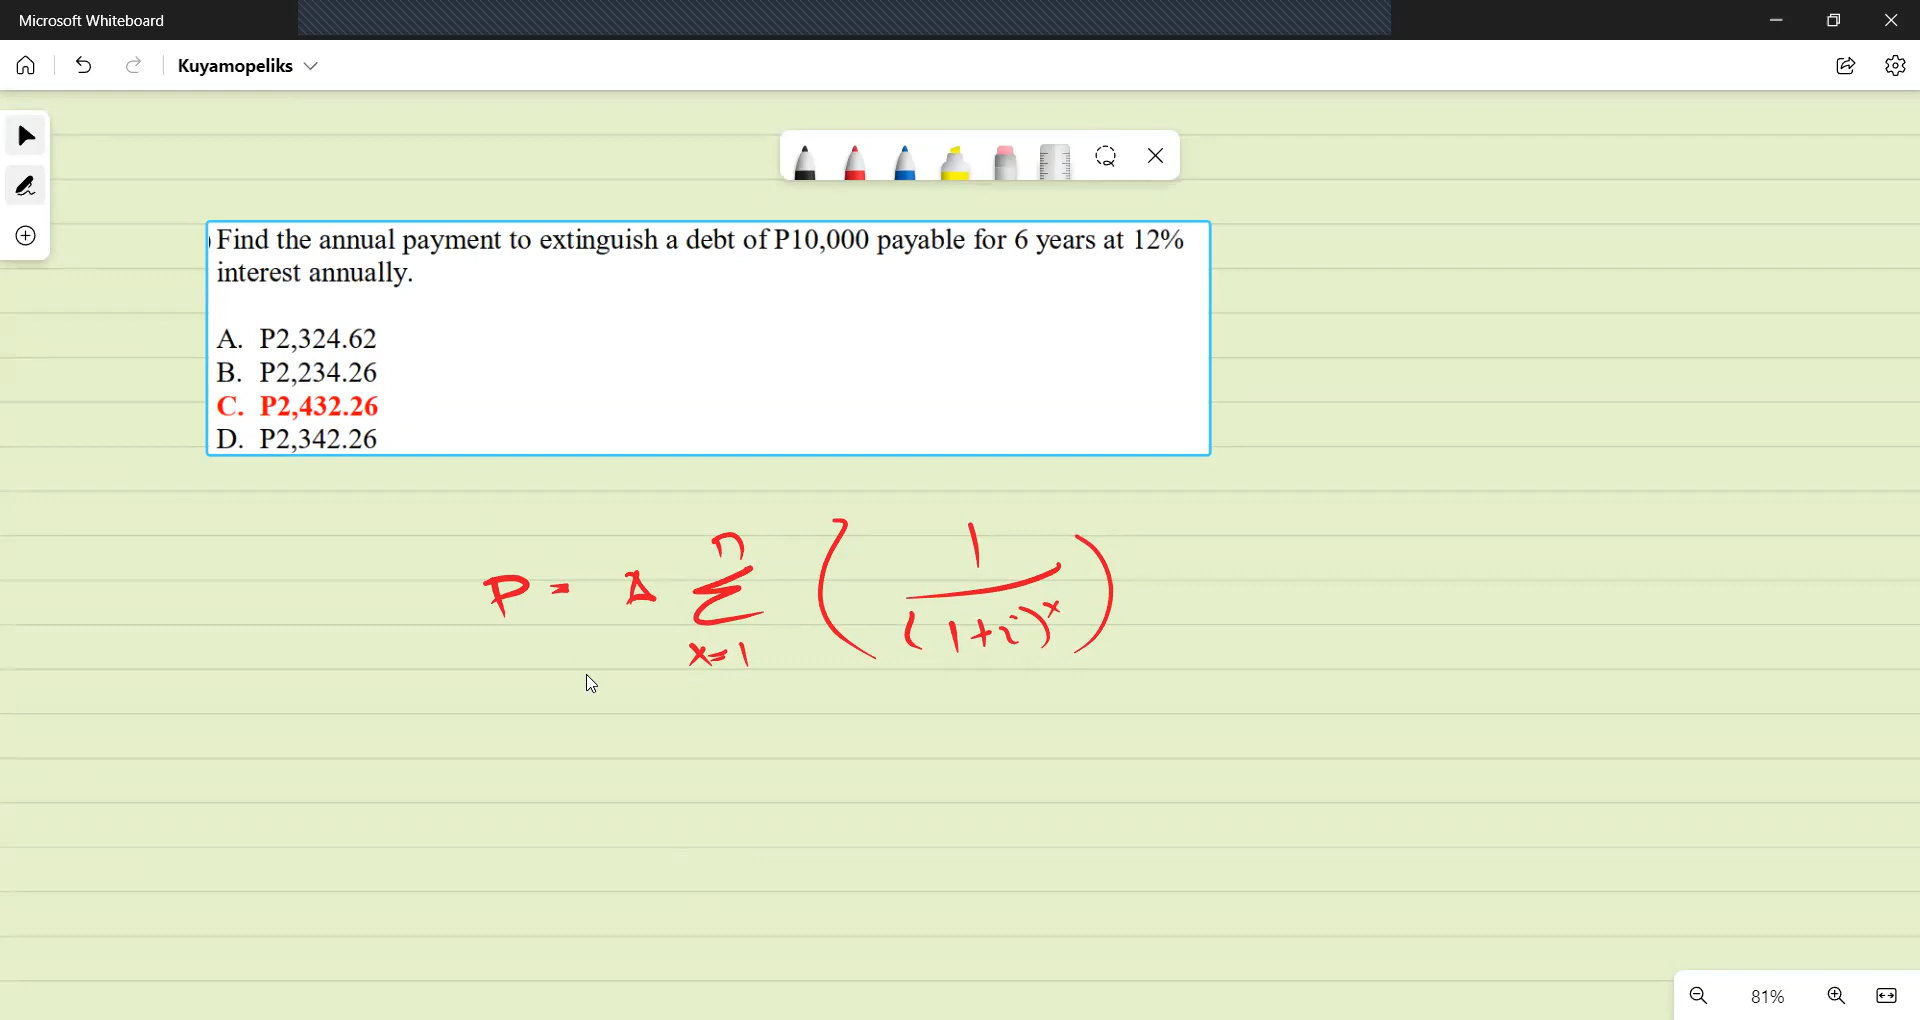 Microsoft Whiteboard
Kuyamopeliks
Find the annual payment to extinguish a debt of P10,000 payable for 6 years at 12%
interest annually.
A. P2,324.62
B. P2,234.26
C. P2,432.26
D. P2,342.26
P = A ∑ n x=1 ( 1 / (1+i)^x )
81%